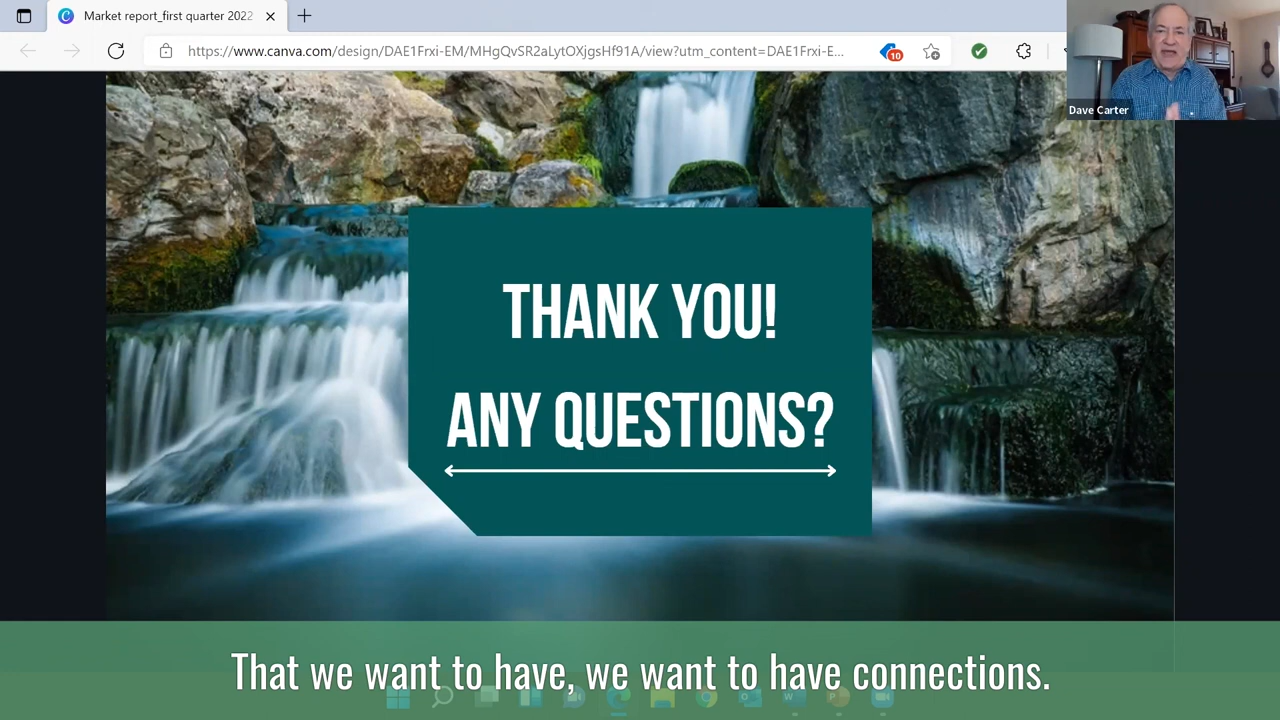 Market report_first quarter 2022
https://www.canva.com/design/DAE1Frxi-EM/MHgQvSR2aLytOXjgsHf91A/view?utm_content=DAE1Frxi-E...
10
Dave Carter
THANK YOU!
ANY QUESTIONS?
That we want to have, we want to have connections.